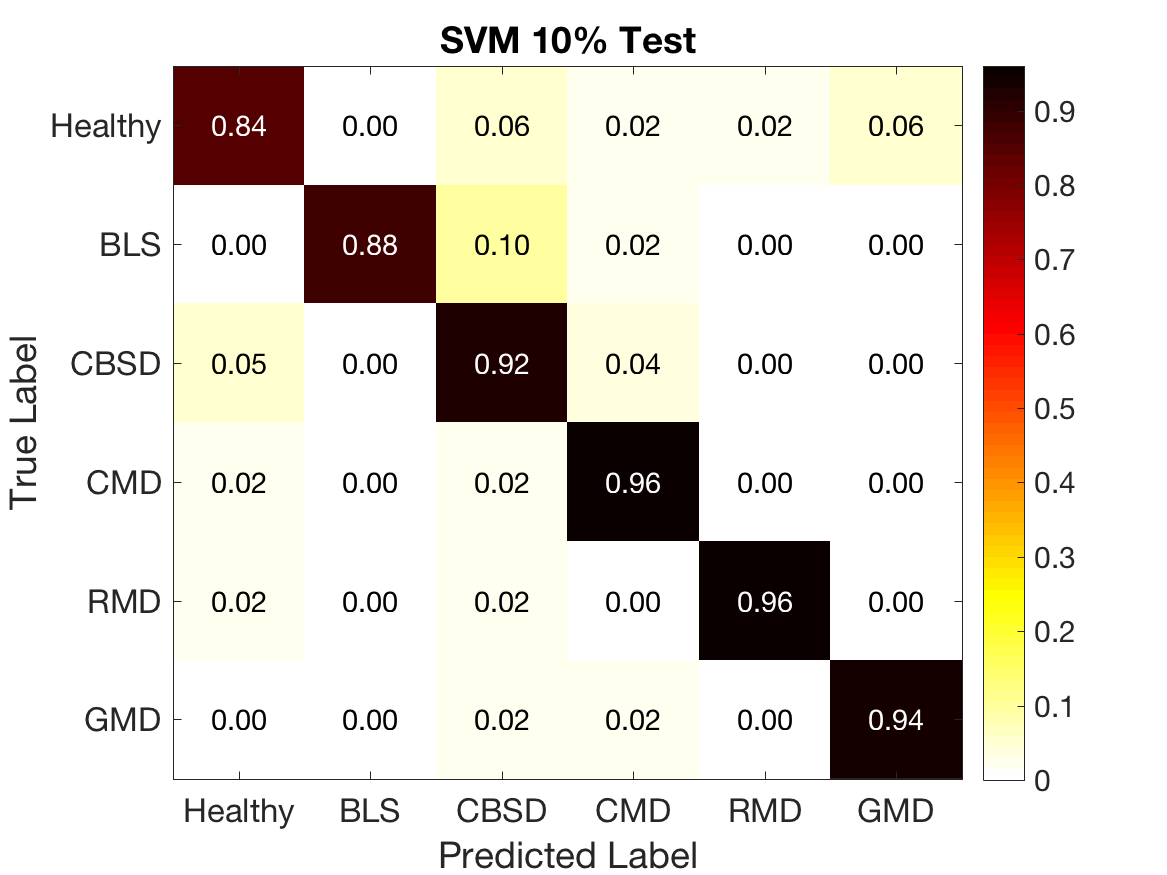 SVM 10% Test
Healthy 0.84 0.00 0.06 0.02 0.02 0.06
BLS 0.00 0.88 0.10 0.02 0.00 0.00
CBSD 0.05 0.00 0.92 0.04 0.00 0.00
CMD 0.02 0.00 0.02 0.96 0.00 0.00
RMD 0.02 0.00 0.02 0.00 0.96 0.00
GMD 0.00 0.00 0.02 0.02 0.00 0.94
Healthy BLS CBSD CMD RMD GMD
Predicted Label
True Label
0.9
0.8
0.7
0.6
0.5
0.4
0.3
0.2
0.1
0